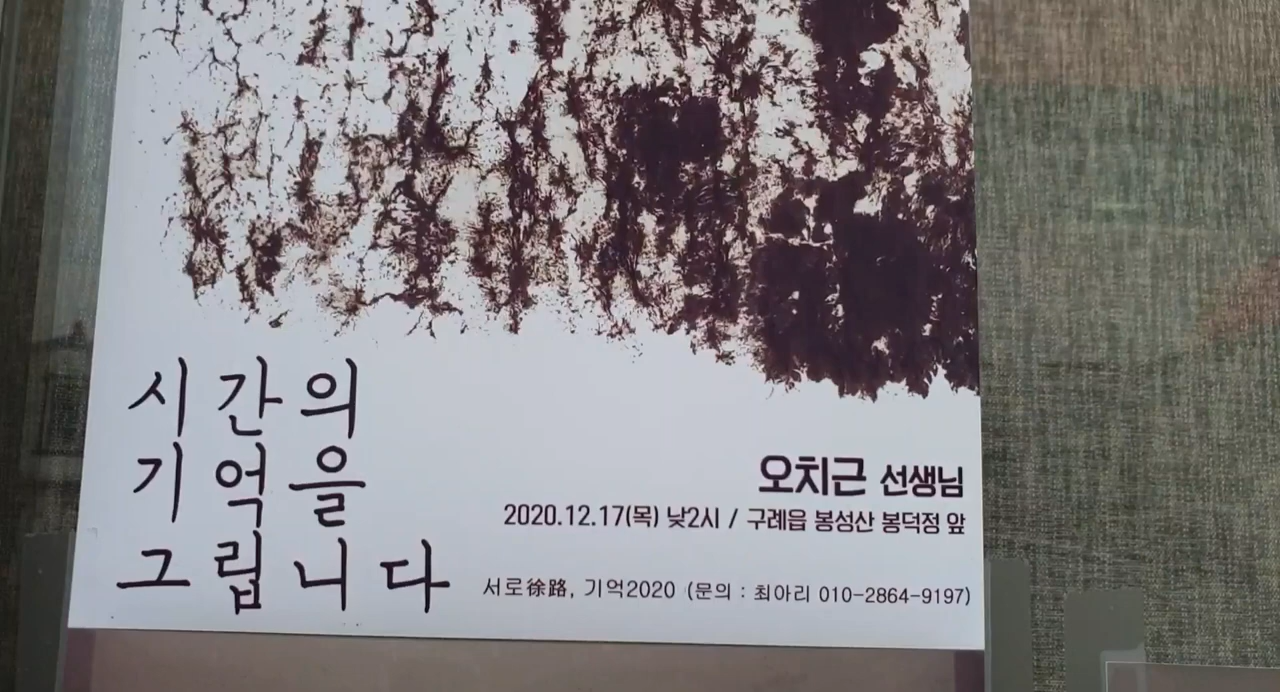 시간의
기억을
그립니다
오치근 선생님
2020.12.17(목) 낮2시 / 구례읍 봉성산 봉덕정 앞
서로徐路, 기억2020 (문의 : 최아리 010-2864-9197)